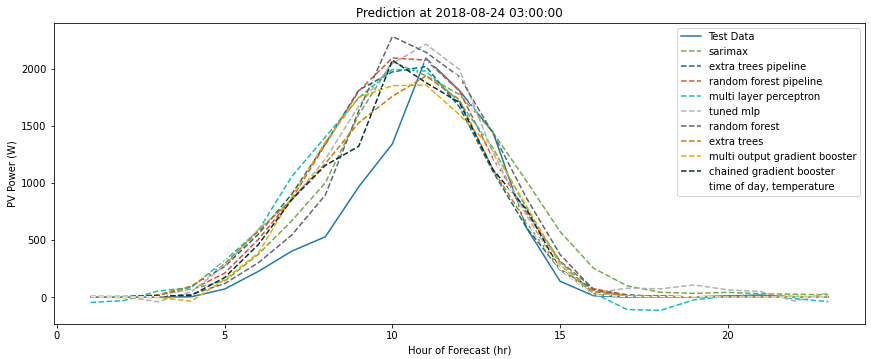 Prediction at 2018-08-24 03:00:00
PV Power (W)
2000
1500
1000
500
0
0
5
10
15
20
Hour of Forecast (hr)
Test Data
sarimax
extra trees pipeline
random forest pipeline
multi layer perceptron
tuned mlp
random forest
extra trees
multi output gradient booster
chained gradient booster
time of day, temperature